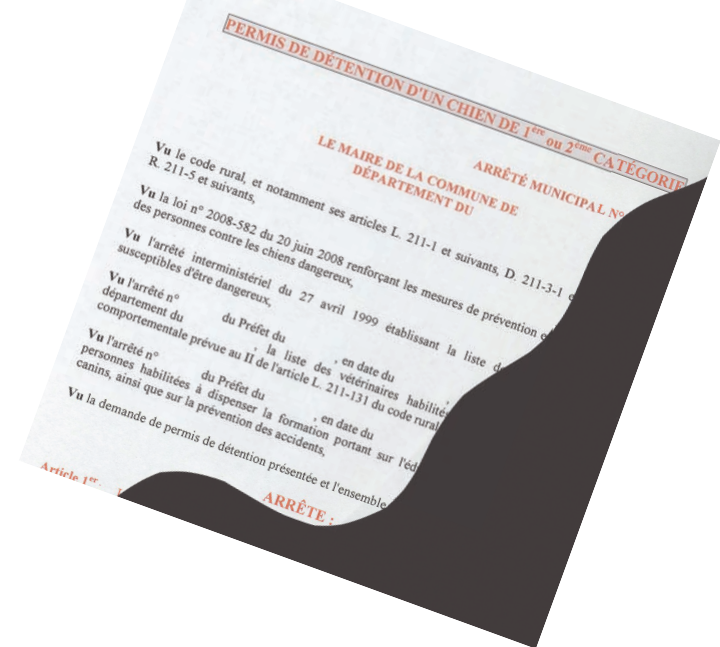 PERMIS DE DÉTENTION D'UN CHIEN DE 1ère ou 2ème CATÉGORIE
ARRÊTÉ MUNICIPAL N°
LE MAIRE DE LA COMMUNE DE
DÉPARTEMENT DU
Vu le code rural, et notamment ses articles L. 211-1 et suivants, D. 211-3-1
R. 211-5 et suivants,
Vu la loi n° 2008-582 du 20 juin 2008 renforçant les mesures de prévention
des personnes contre les chiens dangereux,
Vu l'arrêté interministériel du 27 avril 1999 établissant la liste
susceptibles d'être dangereux,
Vu l'arrêté n° du Préfet du , en date du
département du , la liste des vétérinaires
comportementale prévue au II de l'article L. 211-131 du code rural
Vu l'arrêté n° du Préfet du , en date du
personnes habilitées à dispenser la formation portant sur
canins, ainsi que sur la prévention des accidents,
Vu la demande de permis de détention présentée et l'ensemble
ARRÊTE :
Article 1er